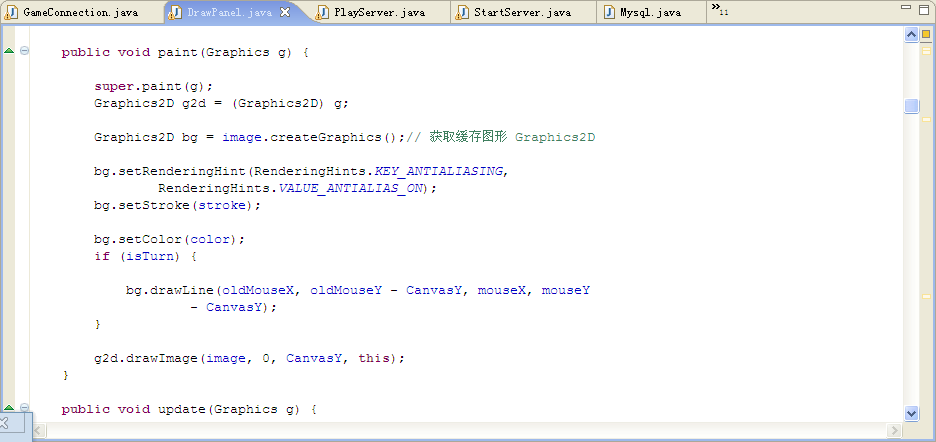 GameConnection.java DrawPanel.java PlayServer.java StartServer.java Mysql.java »11
public void paint(Graphics g) {
super.paint(g);
Graphics2D g2d = (Graphics2D) g;
Graphics2D bg = image.createGraphics();// 获取缓存图形 Graphics2D
bg.setRenderingHint(RenderingHints.KEY_ANTIALIASING,
RenderingHints.VALUE_ANTIALIAS_ON);
bg.setStroke(stroke);
bg.setColor(color);
if (isTurn) {
bg.drawLine(oldMouseX, oldMouseY - CanvasY, mouseX, mouseY
- CanvasY);
}
g2d.drawImage(image, 0, CanvasY, this);
}
public void update(Graphics g) {